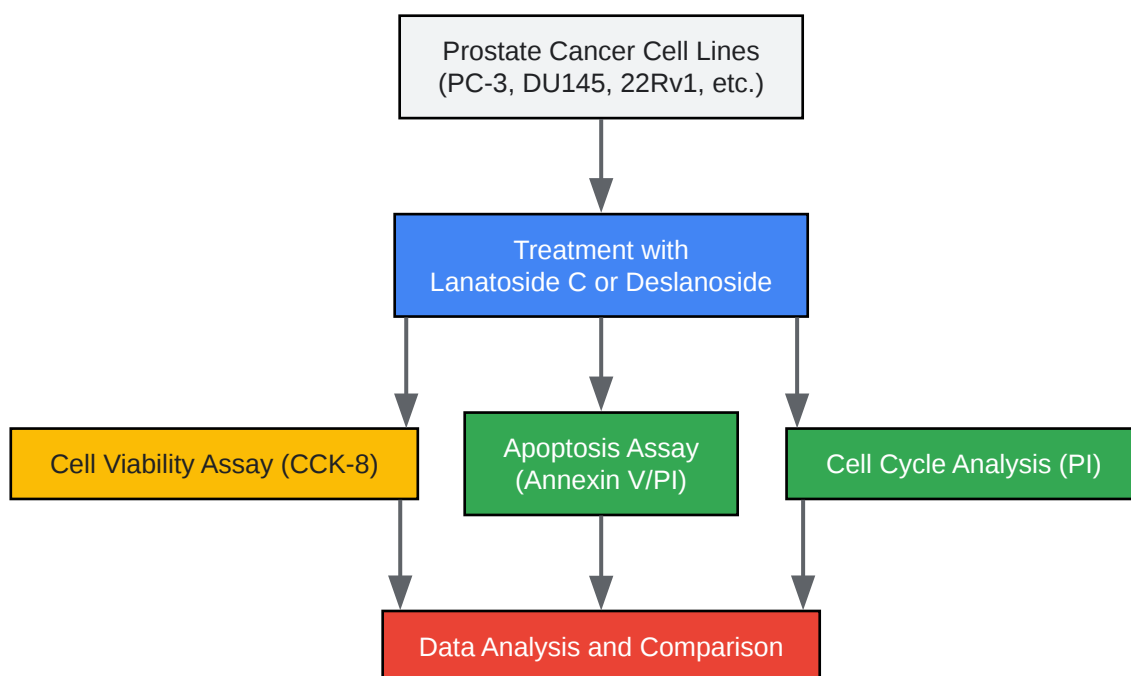 Prostate Cancer Cell Lines
(PC-3, DU145, 22Rv1, etc.)
Treatment with
Lanatoside C or Deslanoside
Cell Viability Assay (CCK-8)
Apoptosis Assay
(Annexin V/PI)
Cell Cycle Analysis (PI)
Data Analysis and Comparison